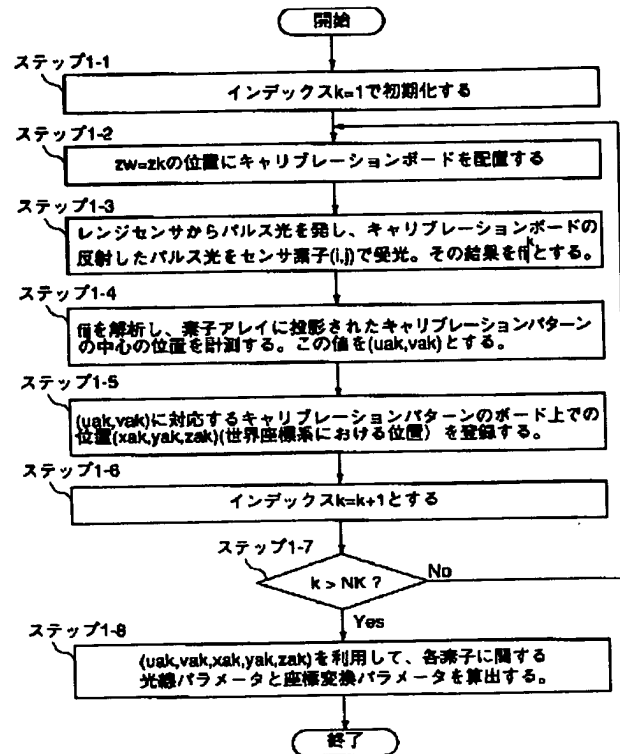 開始
ステップ1-1
インデックスk=1で初期化する
ステップ1-2
zw=zkの位置にキャリブレーションボードを配置する
ステップ1-3
レンジセンサからパルス光を発し、キャリブレーションボードの
反射したパルス光をセンサ素子(i,j)で受光。その結果をfijkとする。
ステップ1-4
fijを解析し、素子アレイに投影されたキャリブレーションパターン
の中心の位置を計測する。この値を(uak,vak)とする。
ステップ1-5
(uak,vak)に対応するキャリブレーションパターンのボード上での
位置(xak,yak,zak)(世界座標系における位置)を登録する。
ステップ1-6
インデックスk=k+1とする
ステップ1-7
k > NK ?
No
Yes
ステップ1-8
(uak,vak,xak,yak,zak)を利用して、各素子に関する
光線パラメータと座標変換パラメータを算出する。
終了